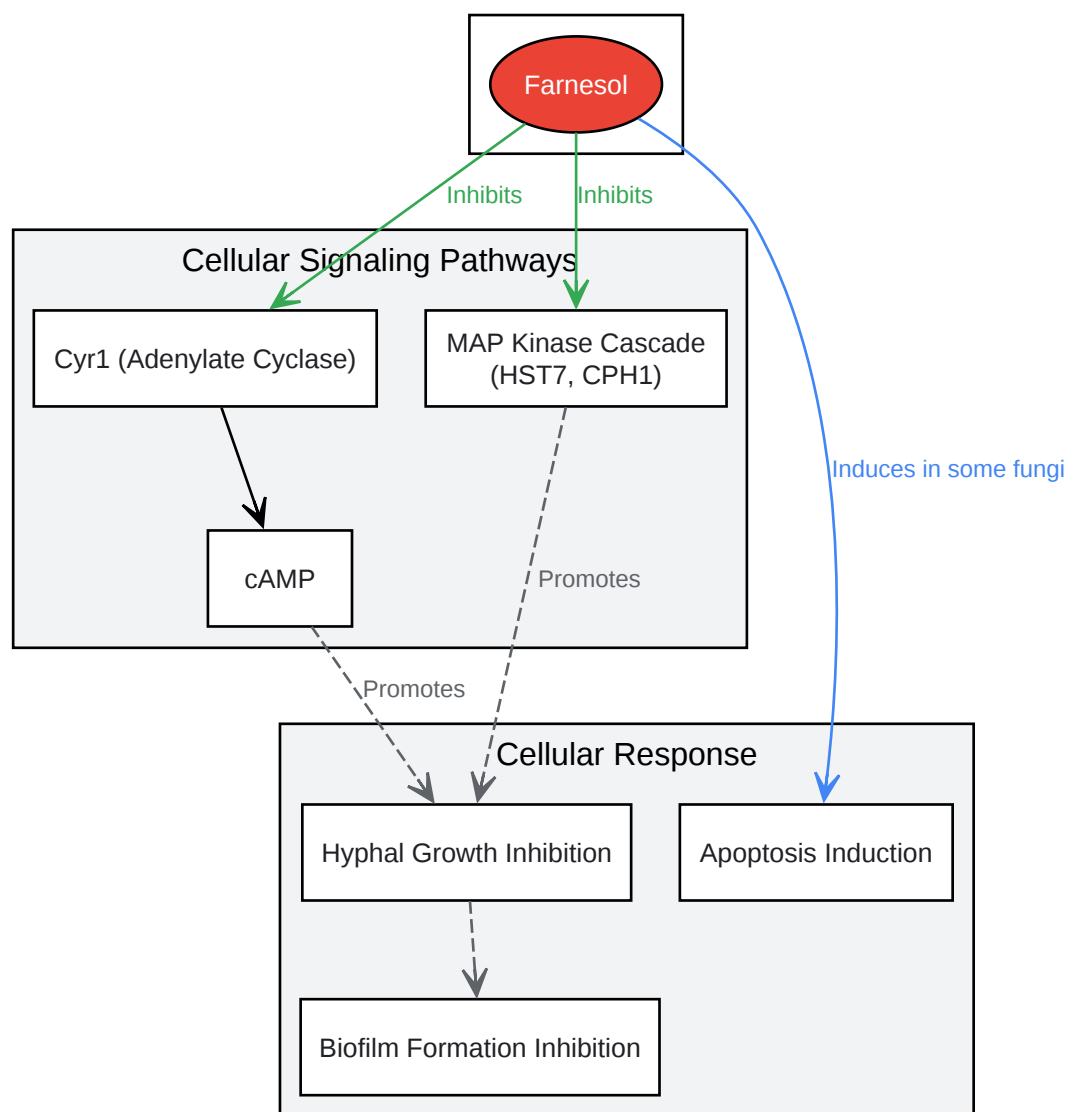 Farnesol
Inhibits
Inhibits
Cellular Signaling Pathways
Cyr1 (Adenylate Cyclase)
MAP Kinase Cascade
(HST7, CPH1)
Induces in some fungi
cAMP
Promotes
Promotes
Cellular Response
Hyphal Growth Inhibition
Apoptosis Induction
Biofilm Formation Inhibition